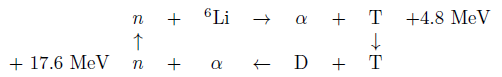 n + ⁶Li → α + T +4.8 MeV
↑ ↓
+ 17.6 MeV n + α ← D + T